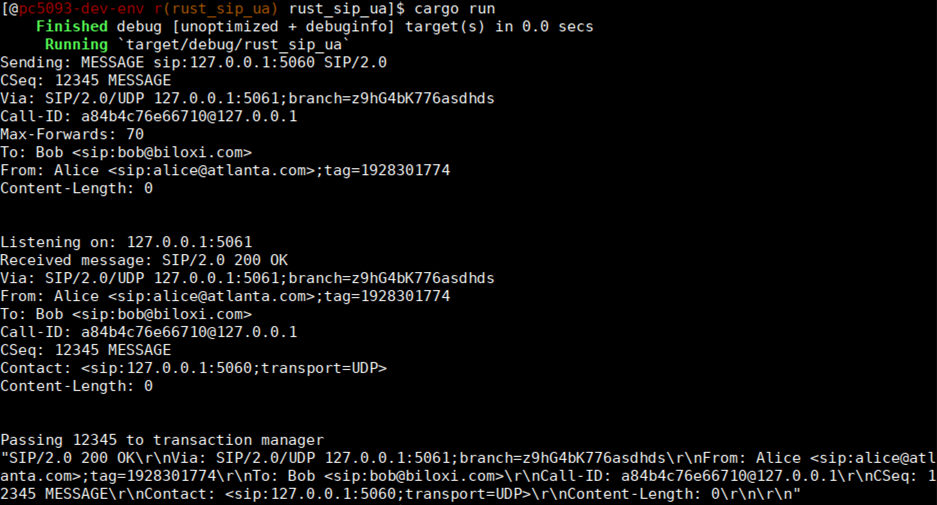 [@pc5093-dev-env r(rust_sip_ua) rust_sip_ua]$ cargo run
    Finished debug [unoptimized + debuginfo] target(s) in 0.0 secs
     Running `target/debug/rust_sip_ua`
Sending: MESSAGE sip:127.0.0.1:5060 SIP/2.0
CSeq: 12345 MESSAGE
Via: SIP/2.0/UDP 127.0.0.1:5061;branch=z9hG4bK776asdhds
Call-ID: a84b4c76e66710@127.0.0.1
Max-Forwards: 70
To: Bob <sip:bob@biloxi.com>
From: Alice <sip:alice@atlanta.com>;tag=1928301774
Content-Length: 0
Listening on: 127.0.0.1:5061
Received message: SIP/2.0 200 OK
Via: SIP/2.0/UDP 127.0.0.1:5061;branch=z9hG4bK776asdhds
From: Alice <sip:alice@atlanta.com>;tag=1928301774
To: Bob <sip:bob@biloxi.com>
Call-ID: a84b4c76e66710@127.0.0.1
CSeq: 12345 MESSAGE
Contact: <sip:127.0.0.1:5060;transport=UDP>
Content-Length: 0
Passing 12345 to transaction manager
"SIP/2.0 200 OK\r\nVia: SIP/2.0/UDP 127.0.0.1:5061;branch=z9hG4bK776asdhds\r\nFrom: Alice <sip:alice@atl
anta.com>;tag=1928301774\r\nTo: Bob <sip:bob@biloxi.com>\r\nCall-ID: a84b4c76e66710@127.0.0.1\r\nCSeq: 1
2345 MESSAGE\r\nContact: <sip:127.0.0.1:5060;transport=UDP>\r\nContent-Length: 0\r\n\r\n"